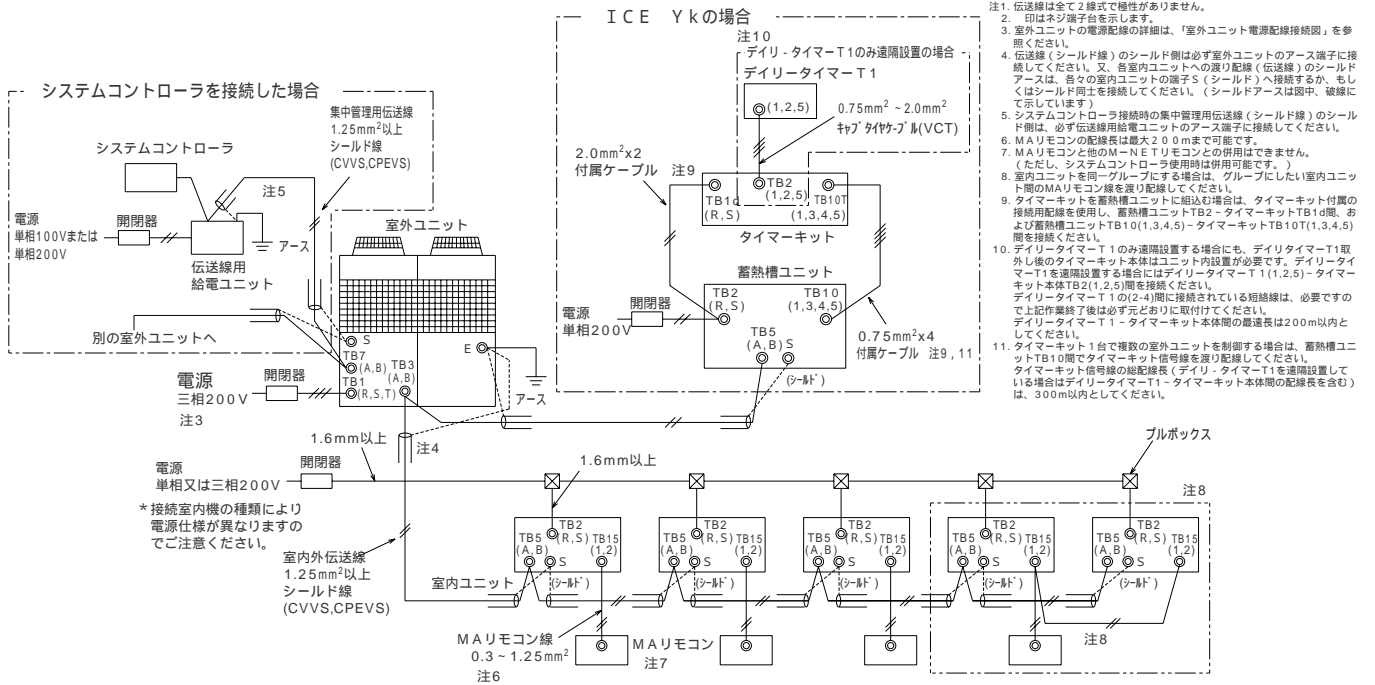 ICE Ykの場合
注10
デイリ-タイマーT1のみ遠隔設置の場合
デイリータイマーT1
(1,2,5)
0.75mm²~2.0mm²
ｷｬﾌﾞﾀｲﾔｹｰﾌﾞﾙ(VCT)
2.0mm²x2
付属ケーブル
注9
TB1d
(R,S)
TB2
(1,2,5)
TB10T
(1,3,4,5)
タイマーキット
蓄熱槽ユニット
TB2
(R,S)
TB10
(1,3,4,5)
TB5
(A,B)
S
(ｼｰﾙﾄﾞ)
電源
単相200V
開閉器
0.75mm²x4
付属ケーブル 注9,11
システムコントローラを接続した場合
集中管理用伝送線
1.25mm²以上
シールド線
(CVVS,CPEVS)
システムコントローラ
注5
電源
単相100Vまたは
単相200V
開閉器
伝送線用
給電ユニット
アース
別の室外ユニットへ
室外ユニット
S
TB7
(A,B)
TB3
(A,B)
TB1
(R,S,T)
E
アース
電源
三相200V
注3
開閉器
注4
1.6mm以上
電源
単相又は三相200V
開閉器
*接続室内機の種類により
電源仕様が異なりますの
でご注意ください。
1.6mm以上
プルボックス
注8
室内外伝送線
1.25mm²以上
シールド線
(CVVS,CPEVS)
室内ユニット
TB5
(A,B)
S
TB2
(R,S)
TB15
(1,2)
(ｼｰﾙﾄﾞ)
TB5
(A,B)
S
TB2
(R,S)
TB15
(1,2)
(ｼｰﾙﾄﾞ)
TB5
(A,B)
S
TB2
(R,S)
TB15
(1,2)
(ｼｰﾙﾄﾞ)
TB5
(A,B)
S
TB2
(R,S)
TB15
(1,2)
(ｼｰﾙﾄﾞ)
TB5
(A,B)
S
TB2
(R,S)
TB15
(1,2)
(ｼｰﾙﾄﾞ)
注8
MAリモコン線
0.3~1.25mm²
注6
MAリモコン
注7
注1. 伝送線は全て2線式で極性がありません。
2. 印はネジ端子台を示します。
3. 室外ユニットの電源配線の詳細は、「室外ユニット電源配線接続図」を参
照ください。
4. 伝送線(シールド線)のシールド側は必ず室外ユニットのアース端子に接
続してください。又、各室内ユニットへの渡り配線(伝送線)のシールド
アースは、各々の室内ユニットの端子S(シールド)へ接続するか、もし
くはシールド同士を接続してください。(シールドアースは図中、破線に
て示しています)
5. システムコントローラ接続時の集中管理用伝送線(シールド線)のシール
ド側は、必ず伝送線用給電ユニットのアース端子に接続してください。
6. MAリモコンの配線長は最大200mまで可能です。
7. MAリモコンと他のM-NETリモコンとの併用はできません。
(ただし、システムコントローラ使用時は併用可能です。)
8. 室内ユニットを同一グループにする場合は、グループにしたい室内ユニッ
ト間のMAリモコン線を渡り配線してください。
9. タイマーキットを蓄熱槽ユニットに組込む場合は、タイマーキット付属の
接続用配線を使用し、蓄熱槽ユニットTB2-タイマーキットTB1d間、お
よび蓄熱槽ユニットTB10(1,3,4,5)-タイマーキットTB10T(1,3,4,5)
間を接続ください。
10. デイリータイマーT1のみ遠隔設置する場合にも、デイリタイマーT1取
外し後のタイマーキット本体はユニット内設置が必要です。デイリータイ
マーT1を遠隔設置する場合にはデイリータイマーT1(1,2,5)~タイマー
キット本体TB2(1,2,5)間を接続ください。
デイリータイマーT1の(2-4)間に接続されている短絡線は、必要ですの
で上記作業終了後は必ず元どおりに取付けてください。
デイリータイマーT1-タイマーキット本体間の最遠長は200m以内と
してください。
11. タイマーキット1台で複数の室外ユニットを制御する場合は、蓄熱槽ユニ
ットTB10間でタイマーキット信号線を渡り配線してください。
タイマーキット信号線の総配線長(デイリ-タイマーT1を遠隔設置して
いる場合はデイリータイマーT1-タイマーキット本体間の配線長を含む)
は、300m以内としてください。